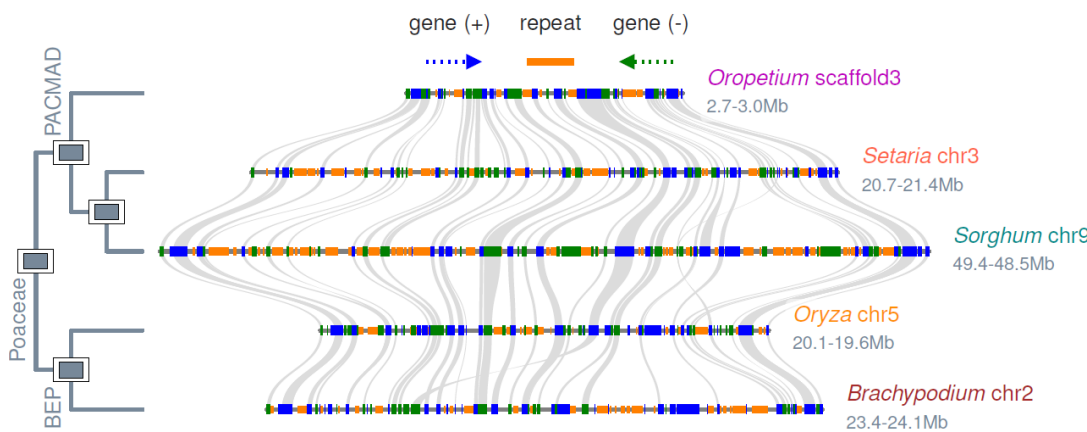 gene (+) repeat gene (-)
PACMAD
Oropetium scaffold3
2.7-3.0Mb
Setaria chr3
20.7-21.4Mb
Poaceae
Sorghum chr9
49.4-48.5Mb
Oryza chr5
20.1-19.6Mb
BEP
Brachypodium chr2
23.4-24.1Mb